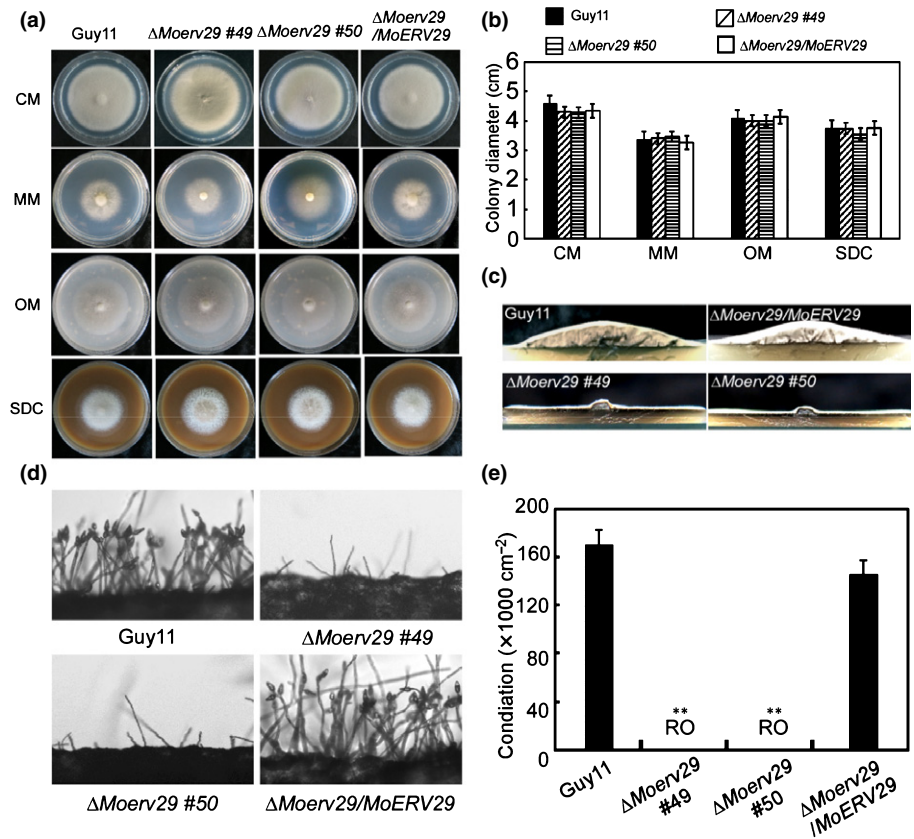 (a)
Guy11
ΔMoerv29 #49
ΔMoerv29 #50
ΔMoerv29
/MoERV29
CM
MM
OM
SDC
(b)
Guy11
ΔMoerv29 #49
ΔMoerv29 #50
ΔMoerv29/MoERV29
Colony diameter (cm)
6
5
4
3
2
1
0
CM
MM
OM
SDC
(c)
Guy11
ΔMoerv29/MoERV29
ΔMoerv29 #49
ΔMoerv29 #50
(d)
Guy11
ΔMoerv29 #49
ΔMoerv29 #50
ΔMoerv29/MoERV29
(e)
Condiation (×1000 cm⁻²)
200
160
120
80
40
0
**
RO
**
RO
Guy11
ΔMoerv29
#49
ΔMoerv29
#50
ΔMoerv29
/MoERV29